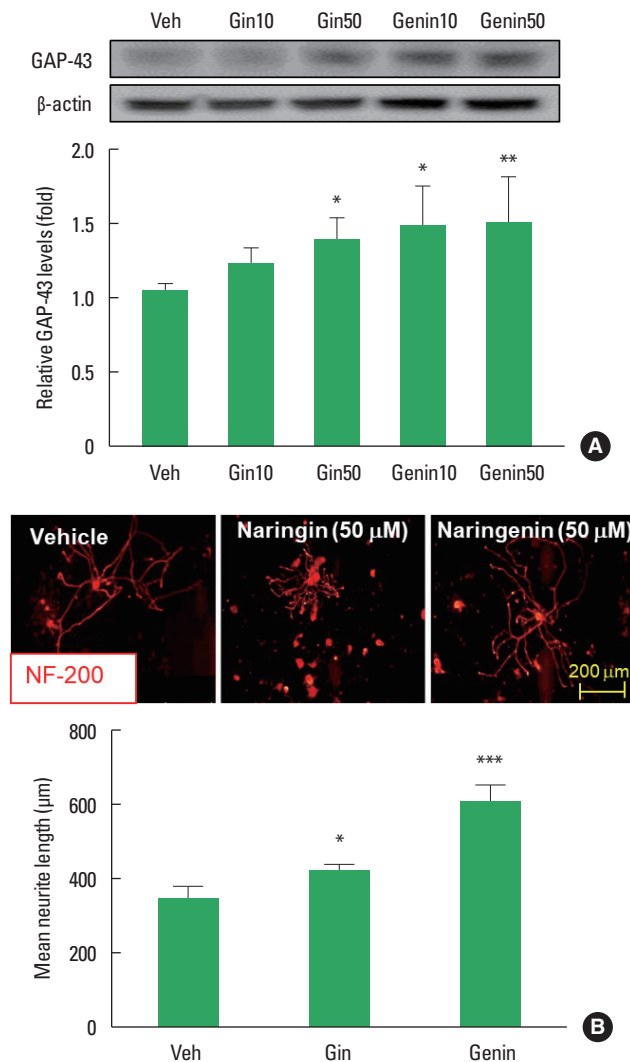 Veh Gin10 Gin50 Genin10 Genin50
GAP-43
β-actin
Relative GAP-43 levels (fold)
2.0
1.5
1.0
0.5
0
* * **
Veh Gin10 Gin50 Genin10 Genin50
A
Vehicle Naringin (50 μM) Naringenin (50 μM)
NF-200
200 μm
Mean neurite length (μm)
800
600
400
200
0
* ***
Veh Gin Genin
B